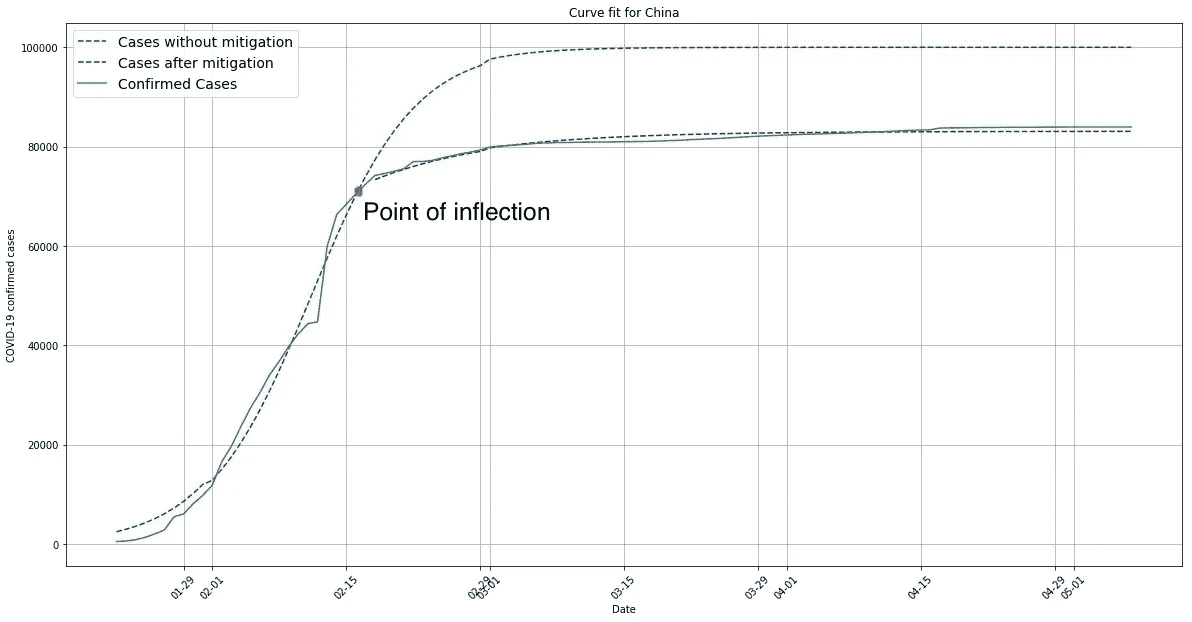 Curve fit for China
Cases without mitigation
Cases after mitigation
Confirmed Cases
100000
80000
60000
40000
20000
0
COVID-19 confirmed cases
Point of inflection
01-29
02-01
02-15
02-29
03-01
03-15
03-29
04-01
04-15
04-29
05-01
Date